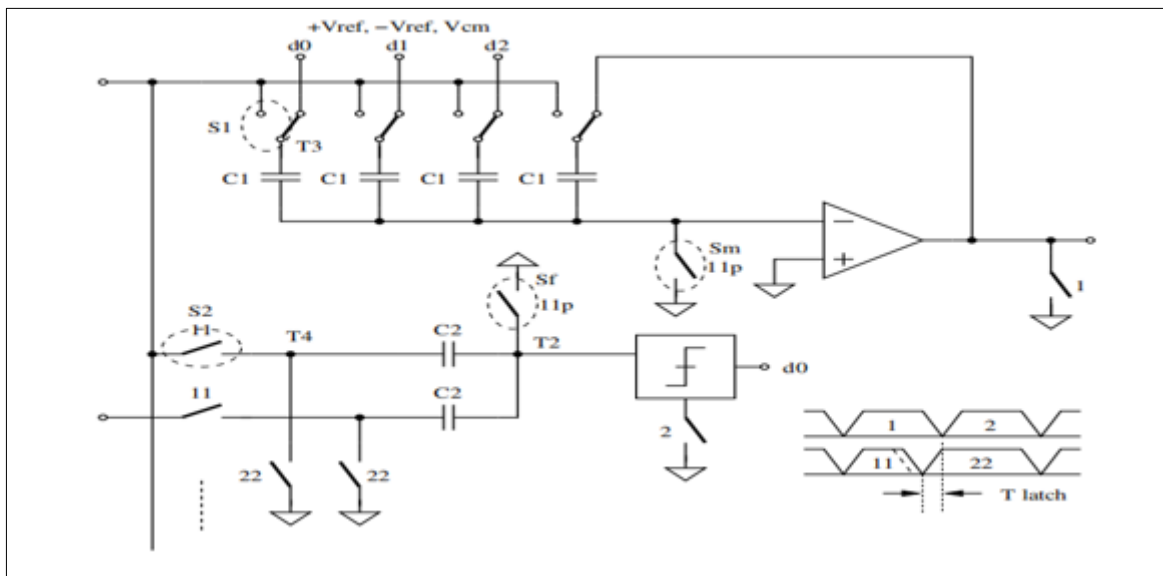 +Vref, −Vref, Vcm
d0 d1 d2
S1
T3
C1 C1 C1 C1
Sm
11p
Sf
11p
S2
T4
C2
T2
11
C2
d0
1
2
22 22
1 2
11 22
T latch